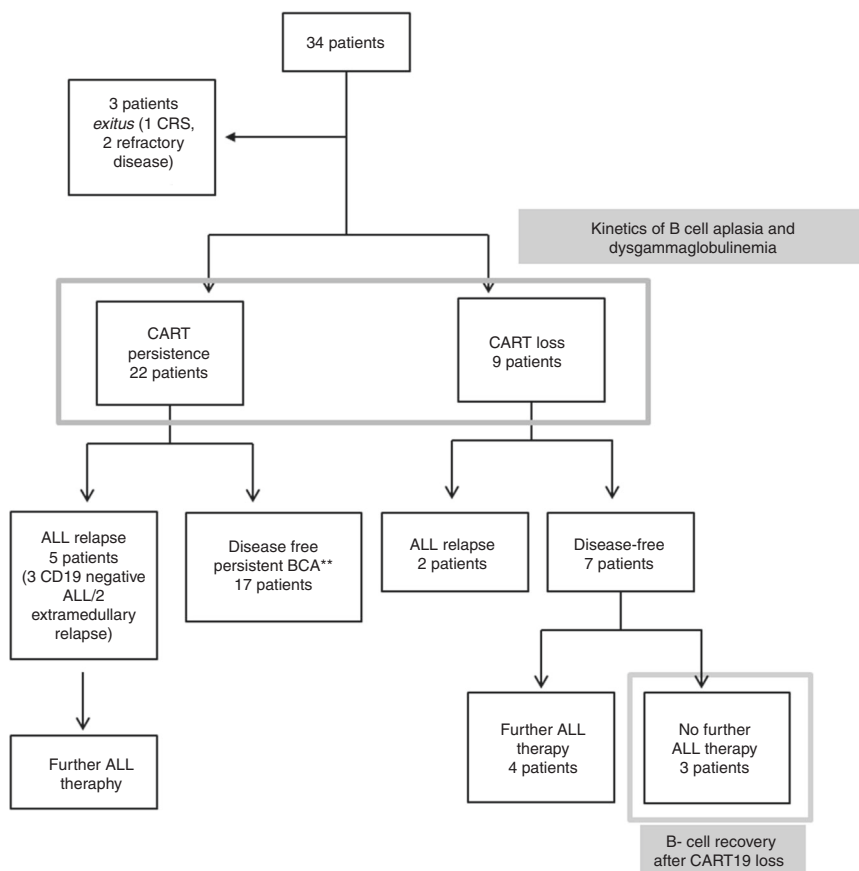 34 patients
3 patients
exitus (1 CRS,
2 refractory
disease)
Kinetics of B cell aplasia and
dysgammaglobulinemia
CART
persistence
22 patients
CART loss
9 patients
ALL relapse
5 patients
(3 CD19 negative
ALL/2
extramedullary
relapse)
Disease free
persistent BCA**
17 patients
ALL relapse
2 patients
Disease-free
7 patients
Further ALL
theraphy
Further ALL
therapy
4 patients
No further
ALL therapy
3 patients
B- cell recovery
after CART19 loss